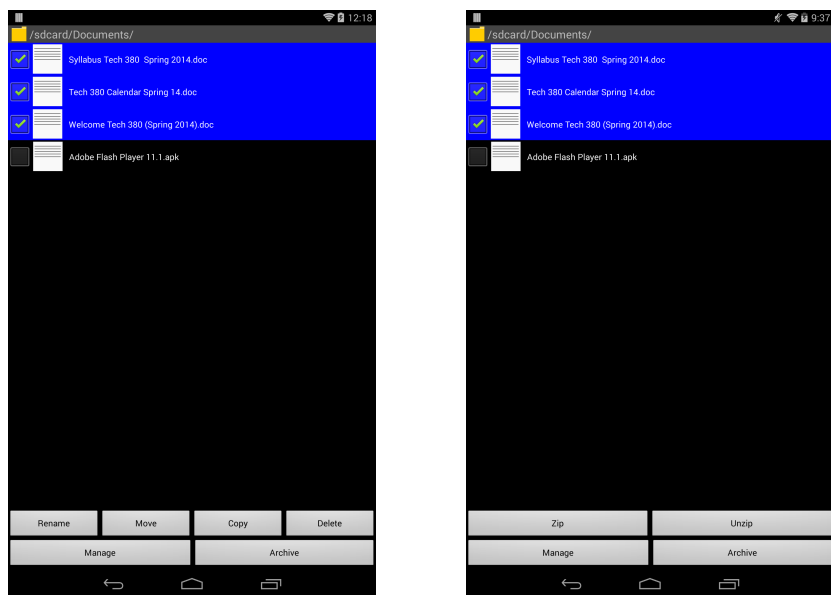 12:18
/sdcard/Documents/
Syllabus Tech 380  Spring 2014.doc
Tech 380 Calendar Spring 14.doc
Welcome Tech 380 (Spring 2014).doc
Adobe Flash Player 11.1.apk
Rename Move Copy Delete
Manage Archive
9:37
/sdcard/Documents/
Syllabus Tech 380  Spring 2014.doc
Tech 380 Calendar Spring 14.doc
Welcome Tech 380 (Spring 2014).doc
Adobe Flash Player 11.1.apk
Zip Unzip
Manage Archive